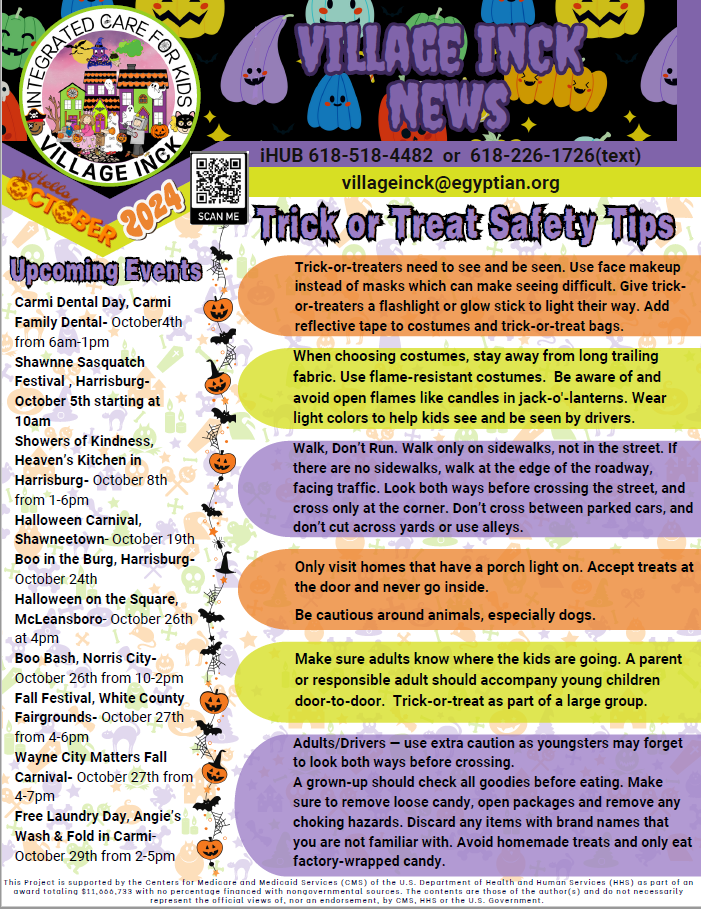 INTEGRATED CARE FOR KIDS
VILLAGE INCK
VILLAGE INCK
NEWS
iHUB 618-518-4482 or 618-226-1726(text)
villageinck@egyptian.org
Hello
OCTOBER
2024
SCAN ME
Trick or Treat Safety Tips
Upcoming Events
Carmi Dental Day, Carmi
Family Dental- October4th
from 6am-1pm
Shawnne Sasquatch
Festival , Harrisburg-
October 5th starting at
10am
Showers of Kindness,
Heaven's Kitchen in
Harrisburg- October 8th
from 1-6pm
Halloween Carnival,
Shawneetown- October 19th
Boo in the Burg, Harrisburg-
October 24th
Halloween on the Square,
McLeansboro- October 26th
at 4pm
Boo Bash, Norris City-
October 26th from 10-2pm
Fall Festival, White County
Fairgrounds- October 27th
from 4-6pm
Wayne City Matters Fall
Carnival- October 27th from
4-7pm
Free Laundry Day, Angie's
Wash & Fold in Carmi-
October 29th from 2-5pm
Trick-or-treaters need to see and be seen. Use face makeup
instead of masks which can make seeing difficult. Give trick-
or-treaters a flashlight or glow stick to light their way. Add
reflective tape to costumes and trick-or-treat bags.
When choosing costumes, stay away from long trailing
fabric. Use flame-resistant costumes.  Be aware of and
avoid open flames like candles in jack-o'-lanterns. Wear
light colors to help kids see and be seen by drivers.
Walk, Don't Run. Walk only on sidewalks, not in the street. If
there are no sidewalks, walk at the edge of the roadway,
facing traffic. Look both ways before crossing the street, and
cross only at the corner. Don't cross between parked cars, and
don't cut across yards or use alleys.
Only visit homes that have a porch light on. Accept treats at
the door and never go inside.
Be cautious around animals, especially dogs.
Make sure adults know where the kids are going. A parent
or responsible adult should accompany young children
door-to-door.  Trick-or-treat as part of a large group.
Adults/Drivers — use extra caution as youngsters may forget
to look both ways before crossing.
A grown-up should check all goodies before eating. Make
sure to remove loose candy, open packages and remove any
choking hazards. Discard any items with brand names that
you are not familiar with. Avoid homemade treats and only eat
factory-wrapped candy.
This Project is supported by the Centers for Medicare and Medicaid Services (CMS) of the U.S. Department of Health and Human Services (HHS) as part of an
award totaling $11,666,733 with no percentage financed with nongovernmental sources. The contents are those of the author(s) and do not necessarily
represent the official views of, nor an endorsement, by CMS, HHS or the U.S. Government.